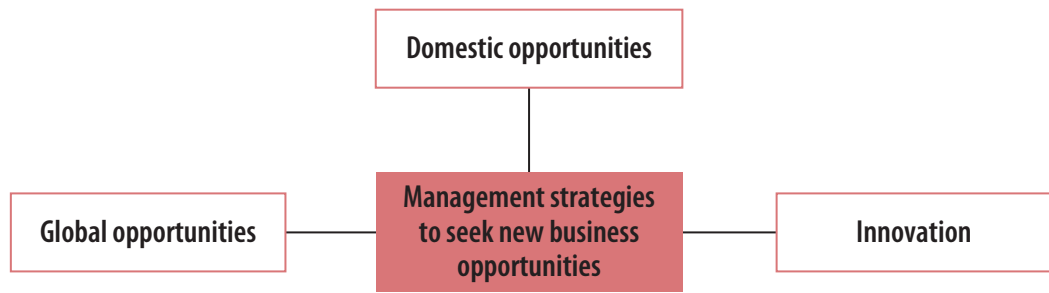 Domestic opportunities
Global opportunities
Management strategies
to seek new business
opportunities
Innovation